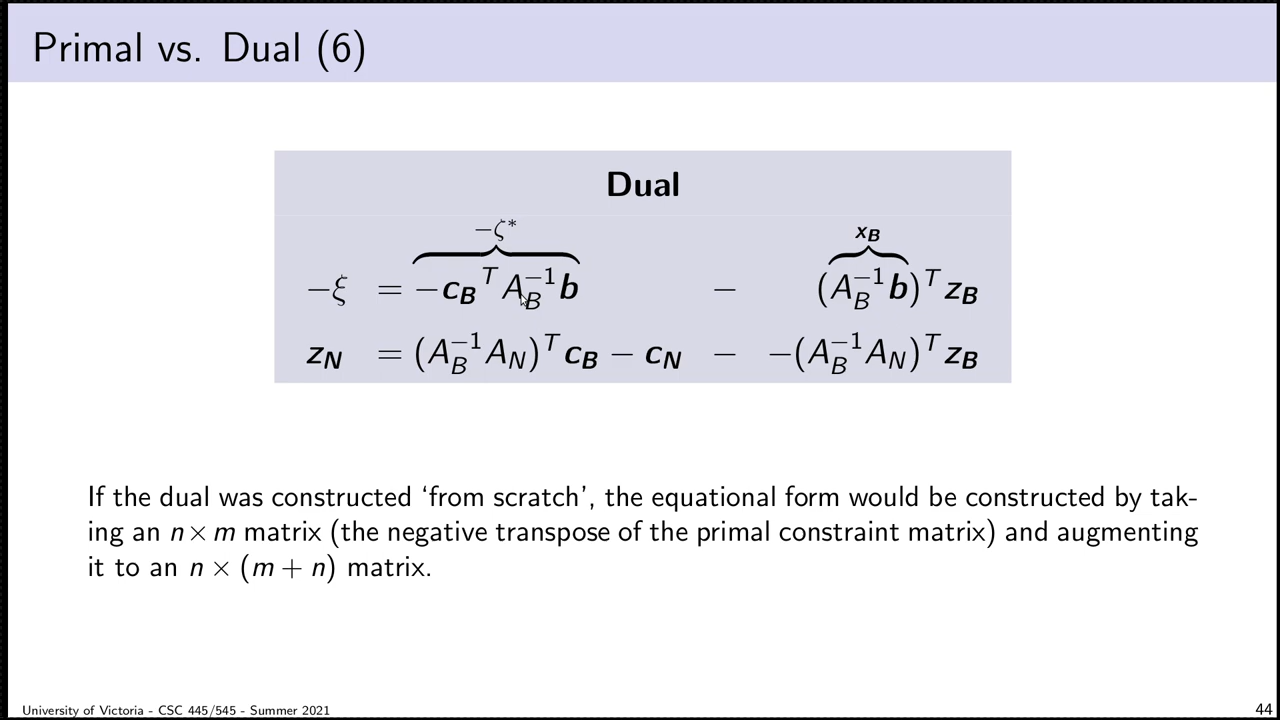 Primal vs. Dual (6)
Dual
−ζ* x_B
−ξ = −c_B^T A_B^{−1} b − (A_B^{−1} b)^T z_B
z_N = (A_B^{−1} A_N)^T c_B − c_N − −(A_B^{−1} A_N)^T z_B
If the dual was constructed ‘from scratch’, the equational form would be constructed by tak-
ing an n × m matrix (the negative transpose of the primal constraint matrix) and augmenting
it to an n × (m + n) matrix.
University of Victoria - CSC 445/545 - Summer 2021 44